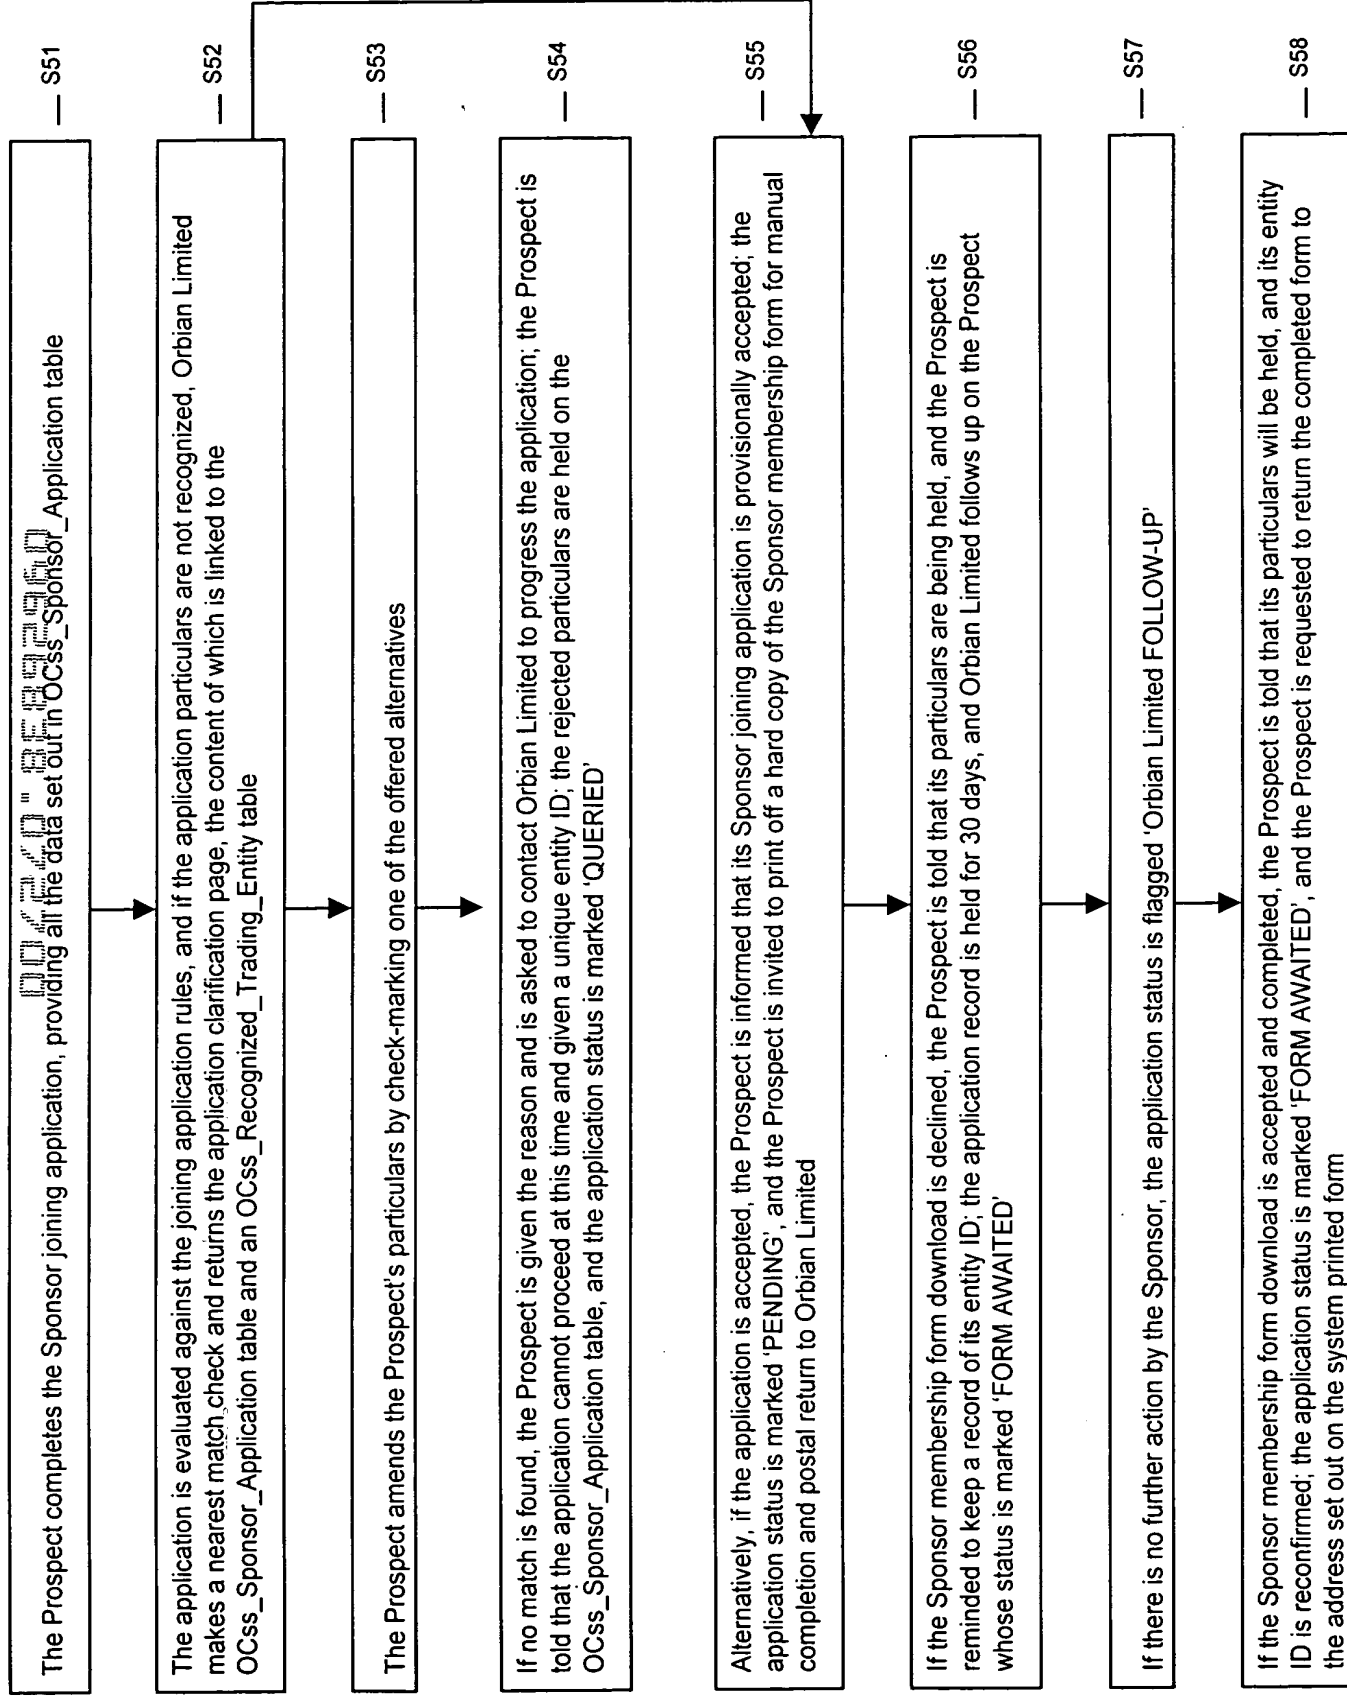 The Prospect completes the Sponsor joining application, providing all the data set out in OCss_Sponsor_Application table
— S51
The application is evaluated against the joining application rules, and if the application particulars are not recognized, Orbian Limited
makes a nearest match check and returns the application clarification page, the content of which is linked to the
OCss_Sponsor_Application table and an OCss_Recognized_Trading_Entity table
— S52
The Prospect amends the Prospect's particulars by check-marking one of the offered alternatives
— S53
If no match is found, the Prospect is given the reason and is asked to contact Orbian Limited to progress the application; the Prospect is
told that the application cannot proceed at this time and given a unique entity ID; the rejected particulars are held on the
OCss_Sponsor_Application table, and the application status is marked 'QUERIED'
— S54
Alternatively, if the application is accepted, the Prospect is informed that its Sponsor joining application is provisionally accepted; the
application status is marked 'PENDING', and the Prospect is invited to print off a hard copy of the Sponsor membership form for manual
completion and postal return to Orbian Limited
— S55
If the Sponsor membership form download is declined, the Prospect is told that its particulars are being held, and the Prospect is
reminded to keep a record of its entity ID; the application record is held for 30 days, and Orbian Limited follows up on the Prospect
whose status is marked 'FORM AWAITED'
— S56
If there is no further action by the Sponsor, the application status is flagged 'Orbian Limited FOLLOW-UP'
— S57
If the Sponsor membership form download is accepted and completed, the Prospect is told that its particulars will be held, and its entity
ID is reconfirmed; the application status is marked 'FORM AWAITED', and the Prospect is requested to return the completed form to
the address set out on the system printed form
— S58